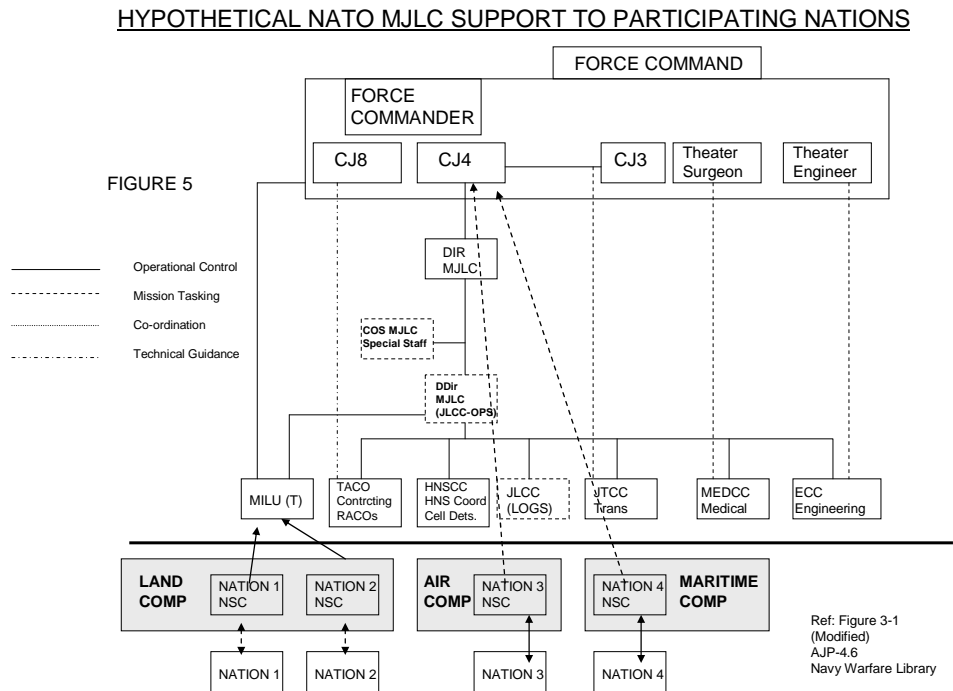 HYPOTHETICAL NATO MJLC SUPPORT TO PARTICIPATING NATIONS
FORCE COMMAND
FORCE
COMMANDER
CJ8
CJ4
CJ3
Theater
Surgeon
Theater
Engineer
FIGURE 5
DIR
MJLC
Operational Control
Mission Tasking
Co-ordination
Technical Guidance
COS MJLC
Special Staff
DDir
MJLC
(JLCC-OPS)
MILU (T)
TACO
Contrcting
RACOs
HNSCC
HNS Coord
Cell Dets.
JLCC
(LOGS)
JTCC
Trans
MEDCC
Medical
ECC
Engineering
LAND
COMP
NATION 1
NSC
NATION 2
NSC
AIR
COMP
NATION 3
NSC
NATION 4
NSC
MARITIME
COMP
NATION 1
NATION 2
NATION 3
NATION 4
Ref: Figure 3-1
(Modified)
AJP-4.6
Navy Warfare Library